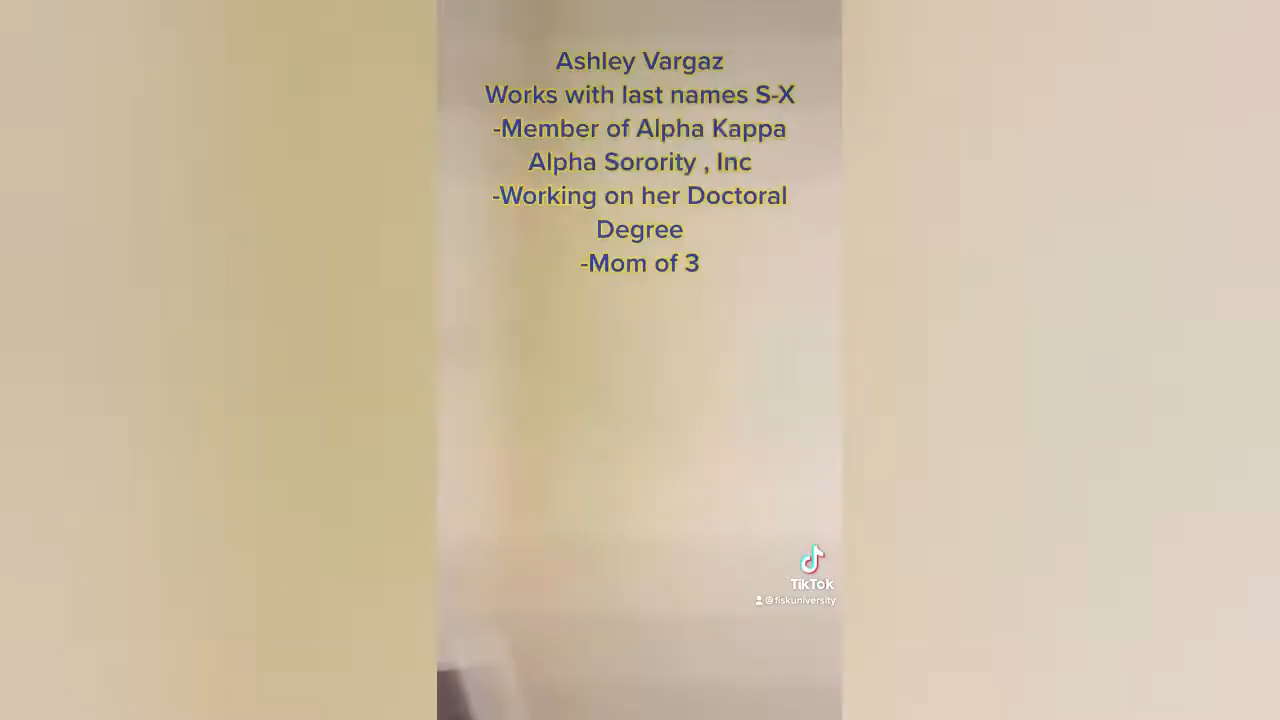 Ashley Vargaz
Works with last names S-X
-Member of Alpha Kappa
Alpha Sorority , Inc
-Working on her Doctoral
Degree
-Mom of 3
TikTok
@fiskuniversity